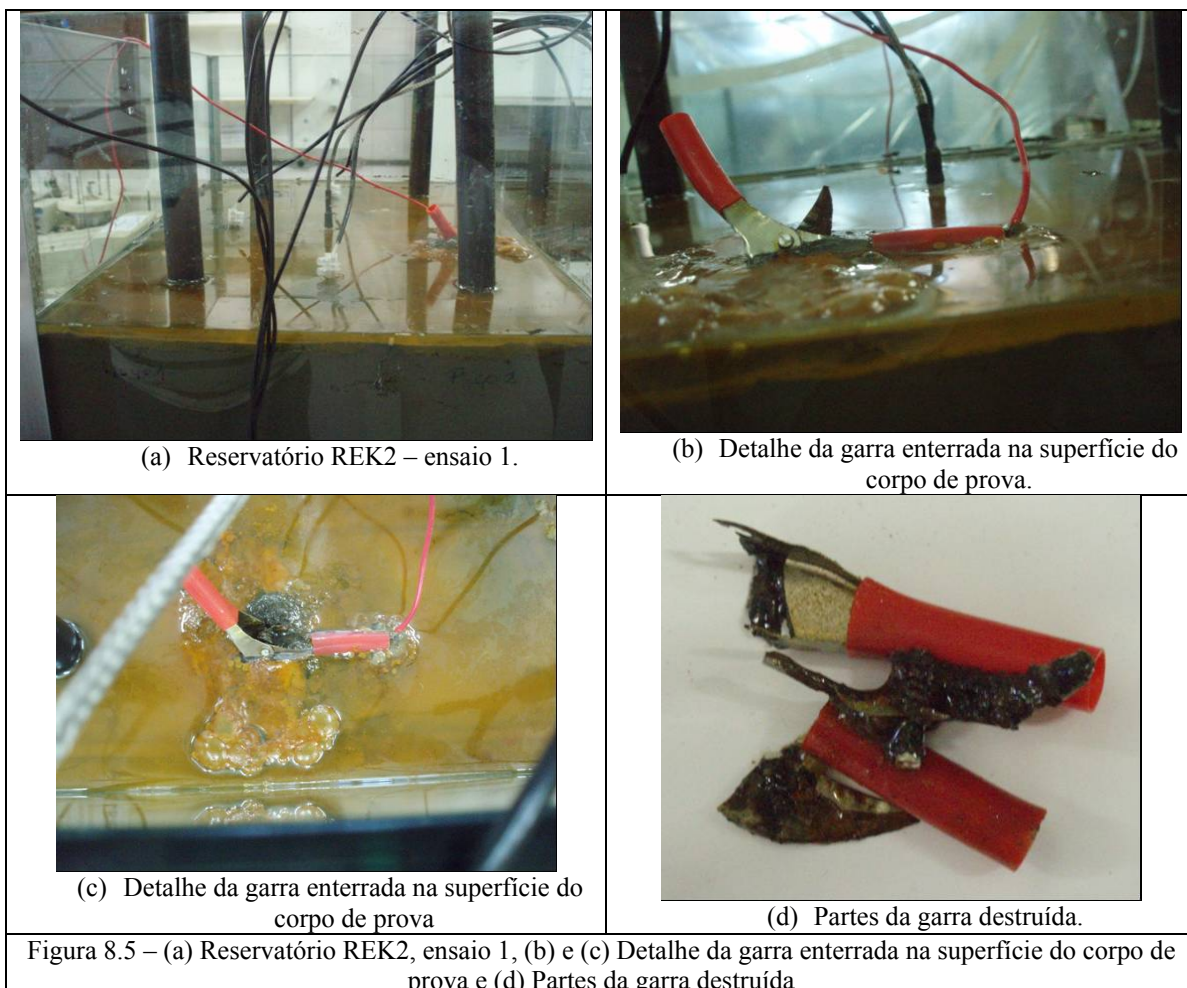 (a) Reservatório REK2 – ensaio 1.
(b) Detalhe da garra enterrada na superfície do
corpo de prova.
(c) Detalhe da garra enterrada na superfície do
corpo de prova
(d) Partes da garra destruída.
Figura 8.5 – (a) Reservatório REK2, ensaio 1, (b) e (c) Detalhe da garra enterrada na superfície do corpo de
prova e (d) Partes da garra destruída